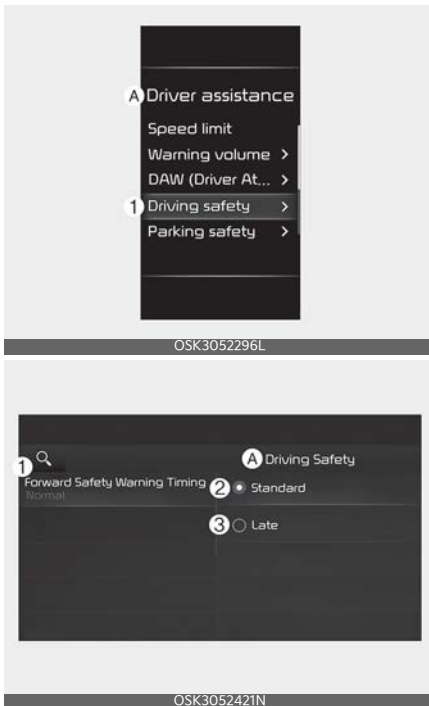 A Driver assistance
Speed limit
Warning volume >
DAW (Driver At... >
1 Driving safety >
Parking safety >
OSK3052296L
1
A Driving Safety
Forward Safety Warning Timing
Normal
2 Standard
3 Late
OSK3052421N